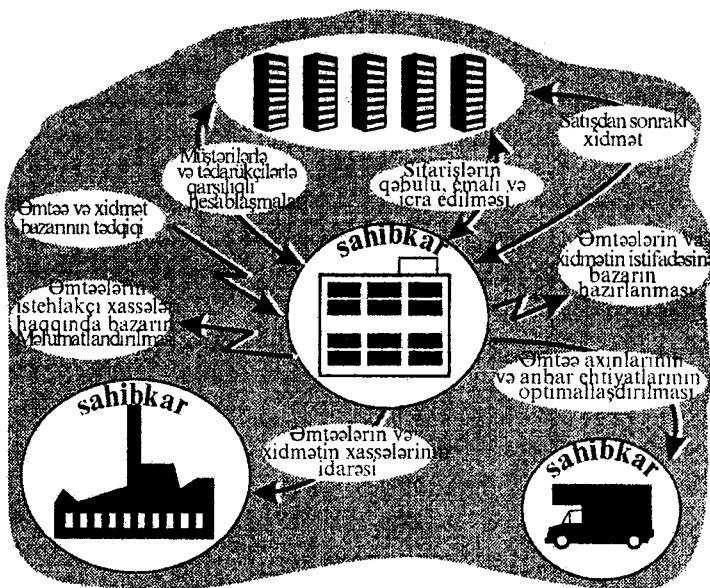 Müştərilərlə
və tədarükçilərlə
qarşılıqlı
hesablaşmalar
Sifarişlərin
qəbulu, emalı və
icra edilməsi
Satışdan sonrakı
xidmət
Əmtəə və xidmət
bazarının tədqiqi
sahibkar
Əmtəələrin və
xidmətin istifadəsinə
bazarın
hazırlanması
Əmtəələrin
istehlakçı xassələri
haqqında bazarın
Məlumatlandırılması
Əmtəə axınlarının
və anbar ehtiyatlarının
optimallaşdırılması
sahibkar
Əmtəələrin və
xidmətin xassələrinin
idarəsi
sahibkar